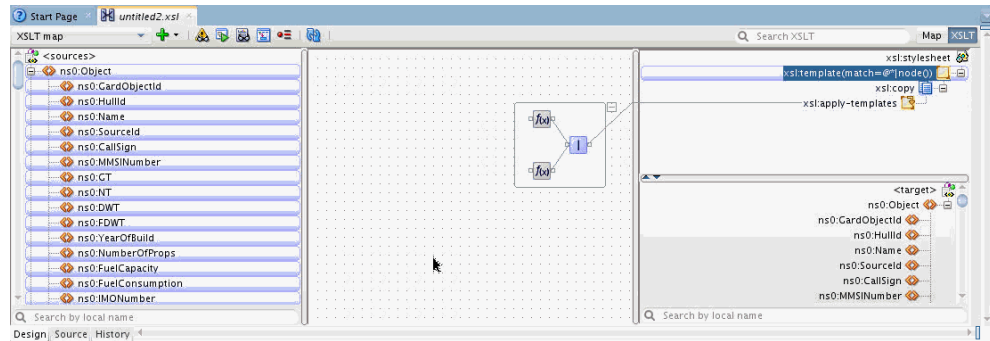 Start Page untitled2.xsl
XSLT map Search XSLT Map XSLT
<sources>
ns0:Object
ns0:GardObjectId
ns0:HullId
ns0:Name
ns0:SourceId
ns0:CallSign
ns0:MMSINumber
ns0:GT
ns0:NT
ns0:DWT
ns0:FDWT
ns0:YearOfBuild
ns0:NumberOfProps
ns0:FuelCapacity
ns0:FuelConsumption
ns0:IMONumber
Search by local name
f(x)
|
f(x)
xsl:stylesheet
xsl:template(match=@*|node())
xsl:copy
xsl:apply-templates
<target>
ns0:Object
ns0:GardObjectId
ns0:HullId
ns0:Name
ns0:SourceId
ns0:CallSign
ns0:MMSINumber
Search by local name
Design Source History